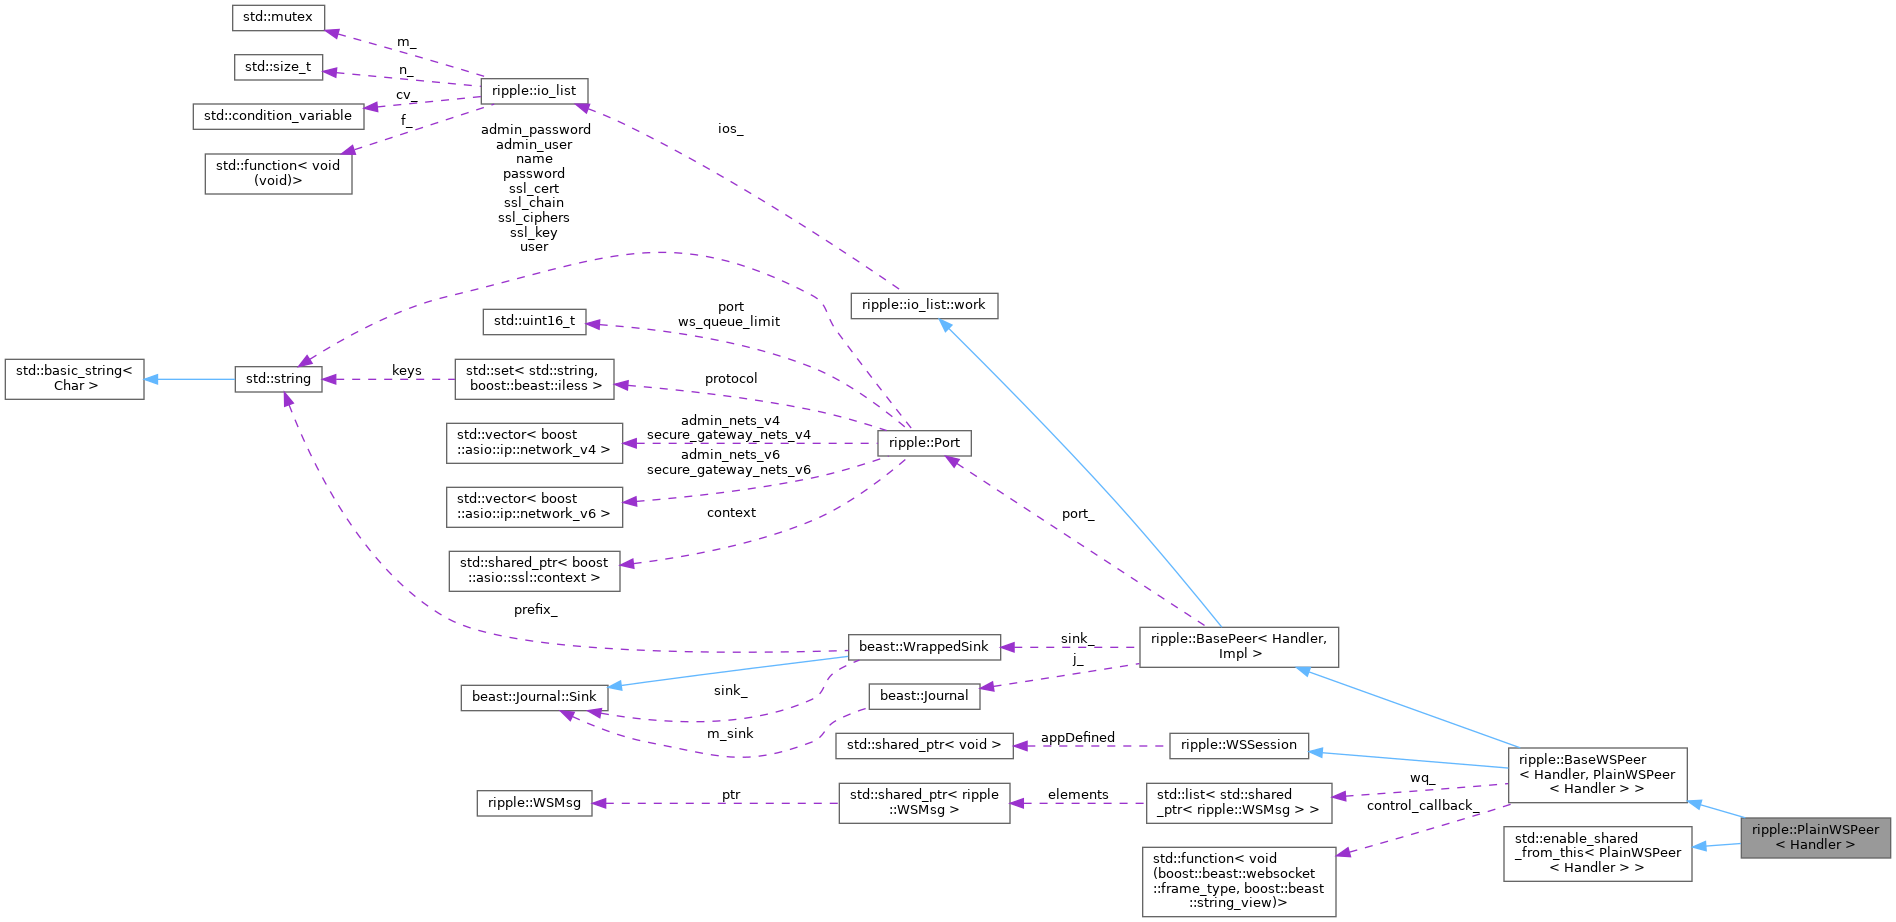 std::mutex
m_
std::size_t
n_
ripple::io_list
cv_
std::condition_variable
f_
std::function< void
(void)>
ios_
admin_password
admin_user
name
password
ssl_cert
ssl_chain
ssl_ciphers
ssl_key
user
ripple::io_list::work
port
ws_queue_limit
std::uint16_t
std::basic_string<
Char >
std::string
keys
std::set< std::string,
boost::beast::iless >
protocol
admin_nets_v4
secure_gateway_nets_v4
std::vector< boost
::asio::ip::network_v4 >
ripple::Port
admin_nets_v6
secure_gateway_nets_v6
std::vector< boost
::asio::ip::network_v6 >
context
port_
std::shared_ptr< boost
::asio::ssl::context >
prefix_
beast::WrappedSink
sink_
ripple::BasePeer< Handler,
Impl >
j_
beast::Journal::Sink
sink_
beast::Journal
m_sink
std::shared_ptr< void >
appDefined
ripple::WSSession
ripple::BaseWSPeer
< Handler, PlainWSPeer
< Handler > >
wq_
ripple::WSMsg
ptr
std::shared_ptr< ripple
::WSMsg >
elements
std::list< std::shared
_ptr< ripple::WSMsg > >
control_callback_
ripple::PlainWSPeer
< Handler >
std::enable_shared
_from_this< PlainWSPeer
< Handler > >
std::function< void
(boost::beast::websocket
::frame_type, boost::beast
::string_view)>